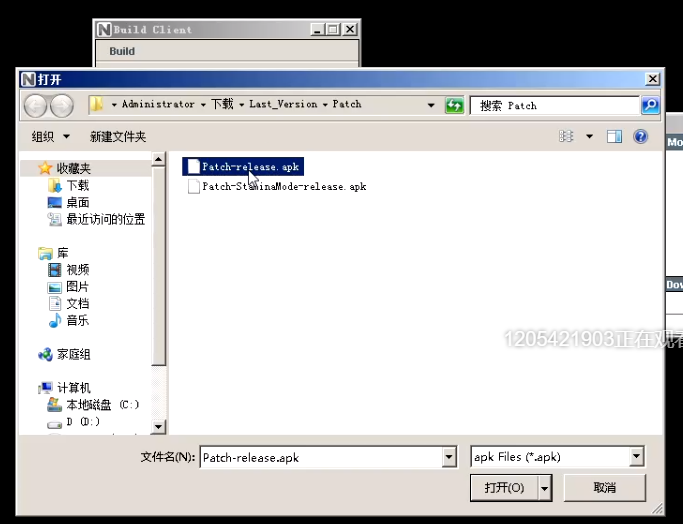 Build Client
Build
打开
Administrator 下载 Last_Version Patch
搜索 Patch
组织 新建文件夹
Mo
收藏夹
下载
桌面
最近访问的位置
库
视频
图片
文档
音乐
家庭组
计算机
本地磁盘 (C:)
D (D:)
Patch-release.apk
Patch-StaminaMode-release.apk
Dow
1205421903正在观看
文件名(N): Patch-release.apk
apk Files (*.apk)
打开(O) 取消